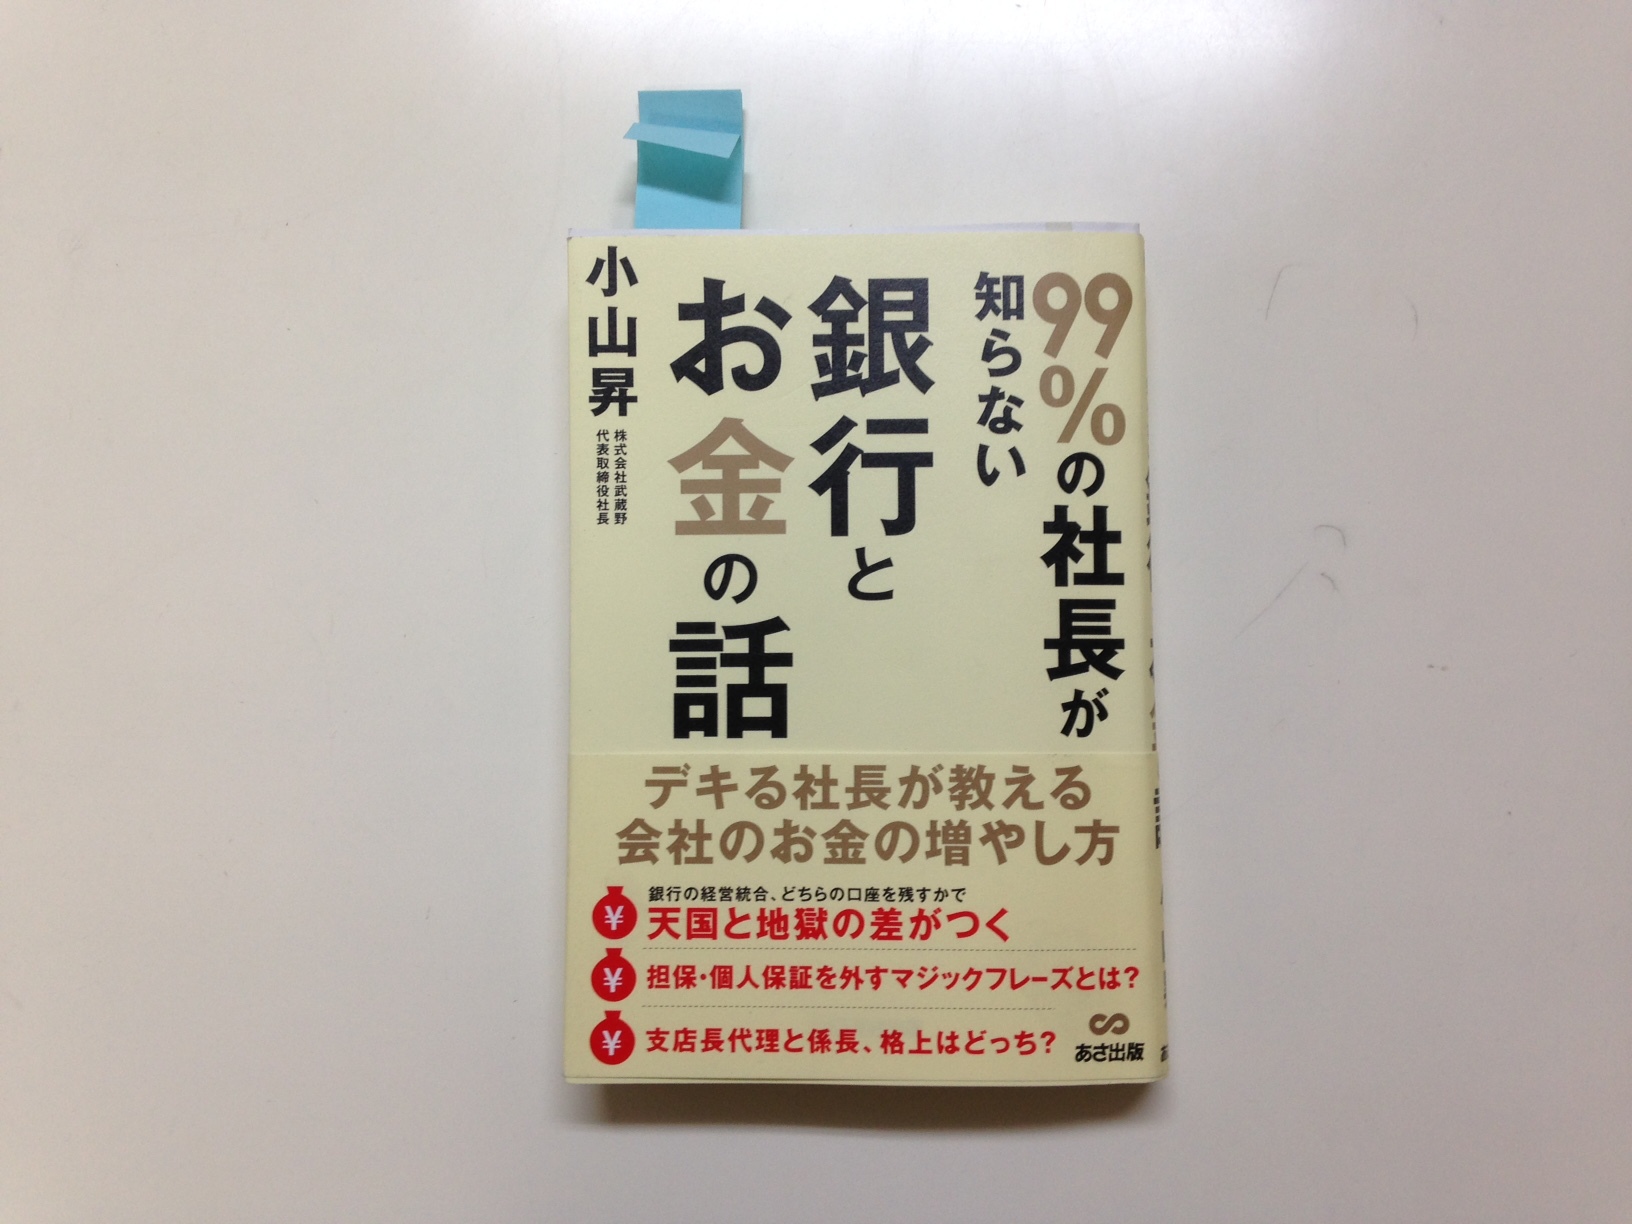 99%の社長が
知らない
銀行と
お金の話
小山昇
株式会社武蔵野
代表取締役社長
デキる社長が教える
会社のお金の増やし方
¥
銀行の経営統合、どちらの口座を残すかで
天国と地獄の差がつく
¥
担保・個人保証を外すマジックフレーズとは?
¥
支店長代理と係長、格上はどっち?
あさ出版